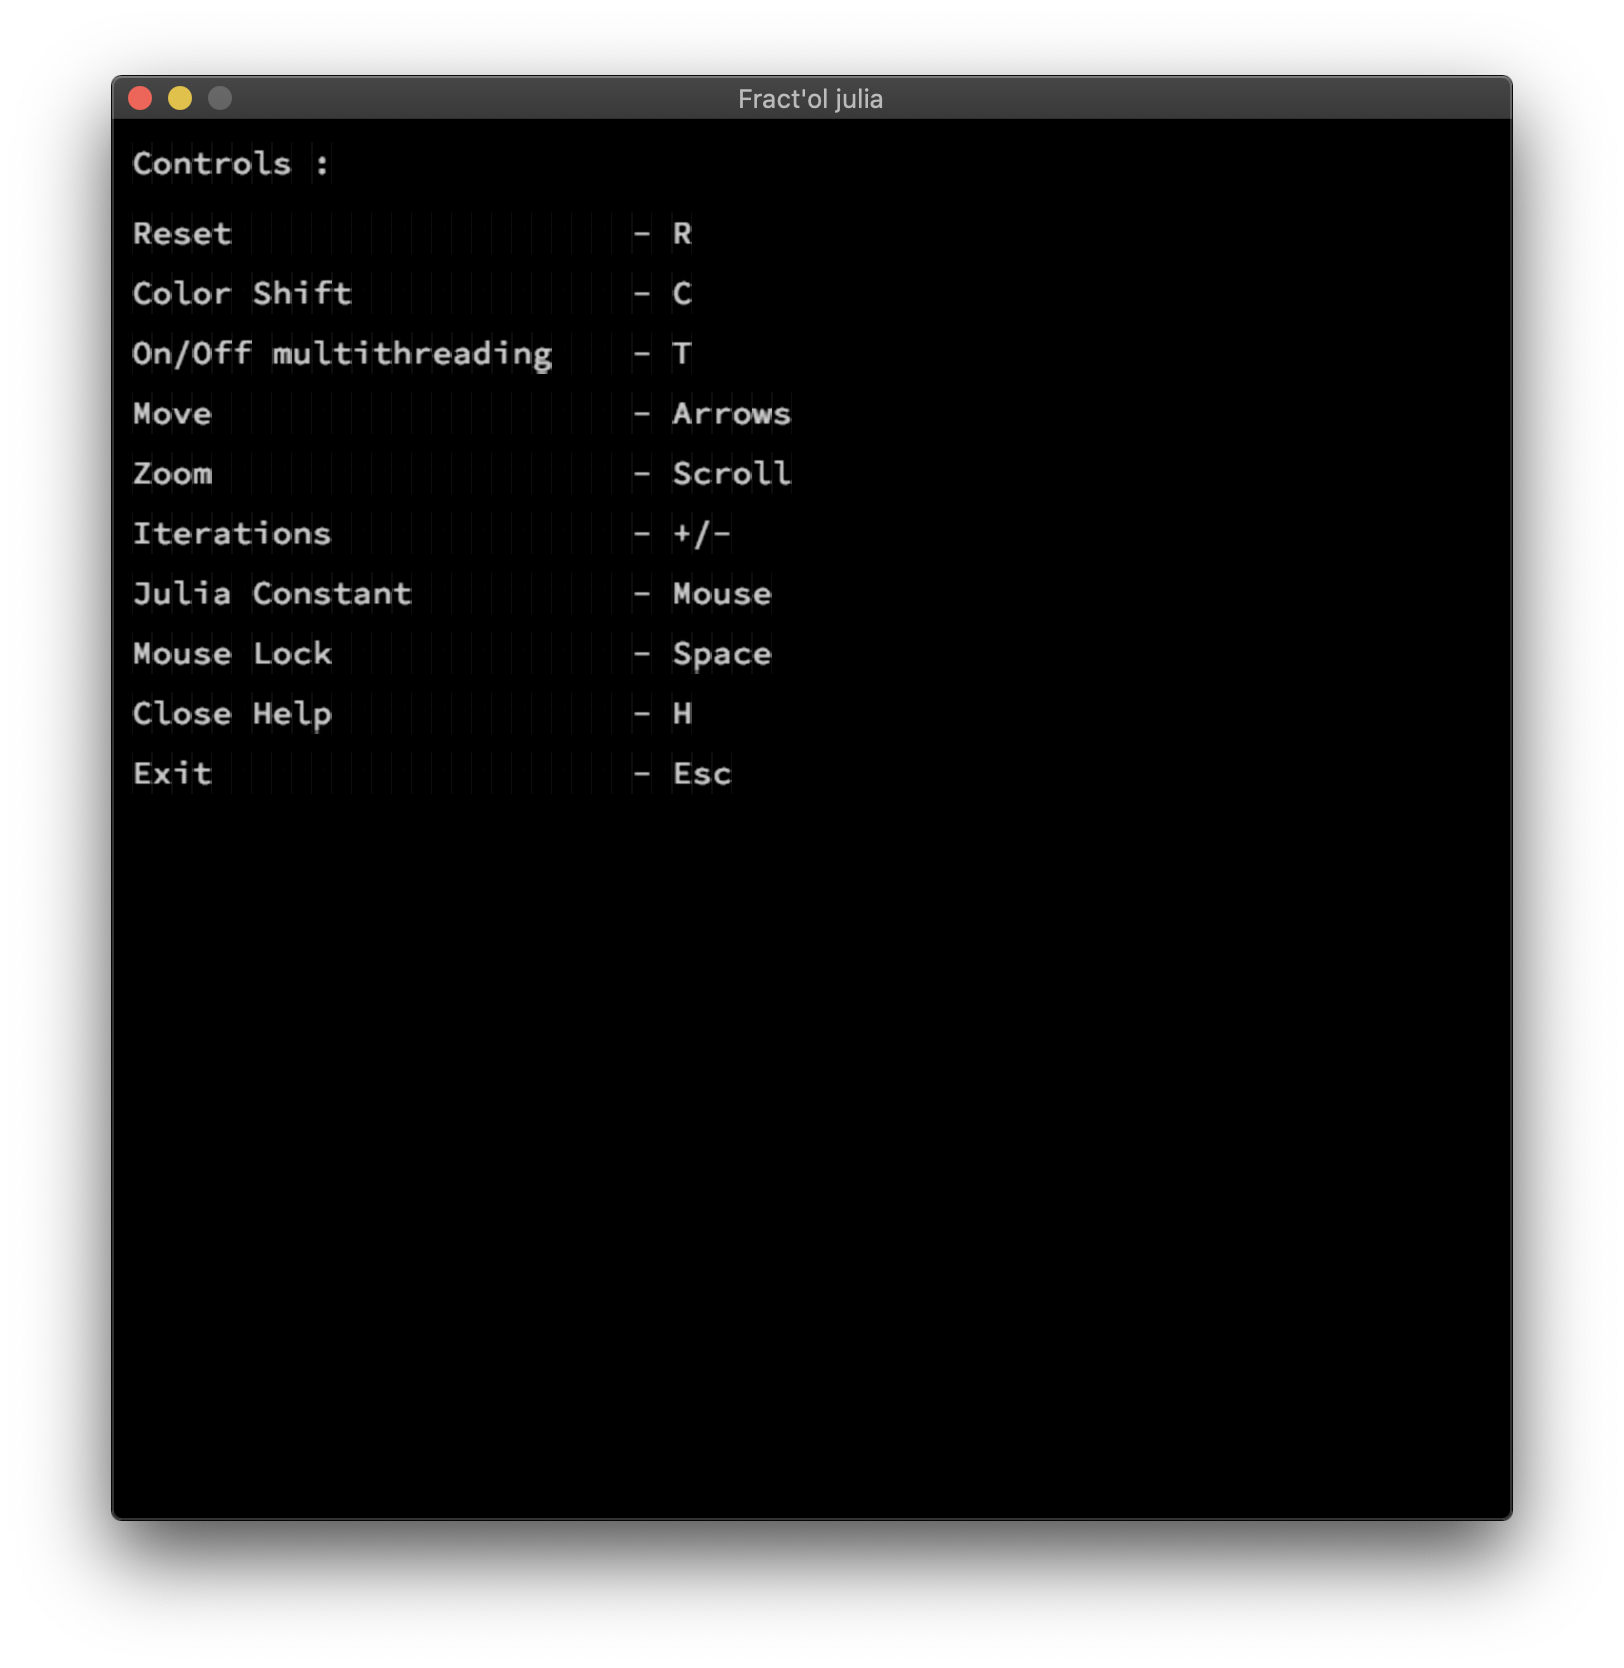 Fract'ol julia
Controls :
Reset - R
Color Shift - C
On/Off multithreading - T
Move - Arrows
Zoom - Scroll
Iterations - +/-
Julia Constant - Mouse
Mouse Lock - Space
Close Help - H
Exit - Esc